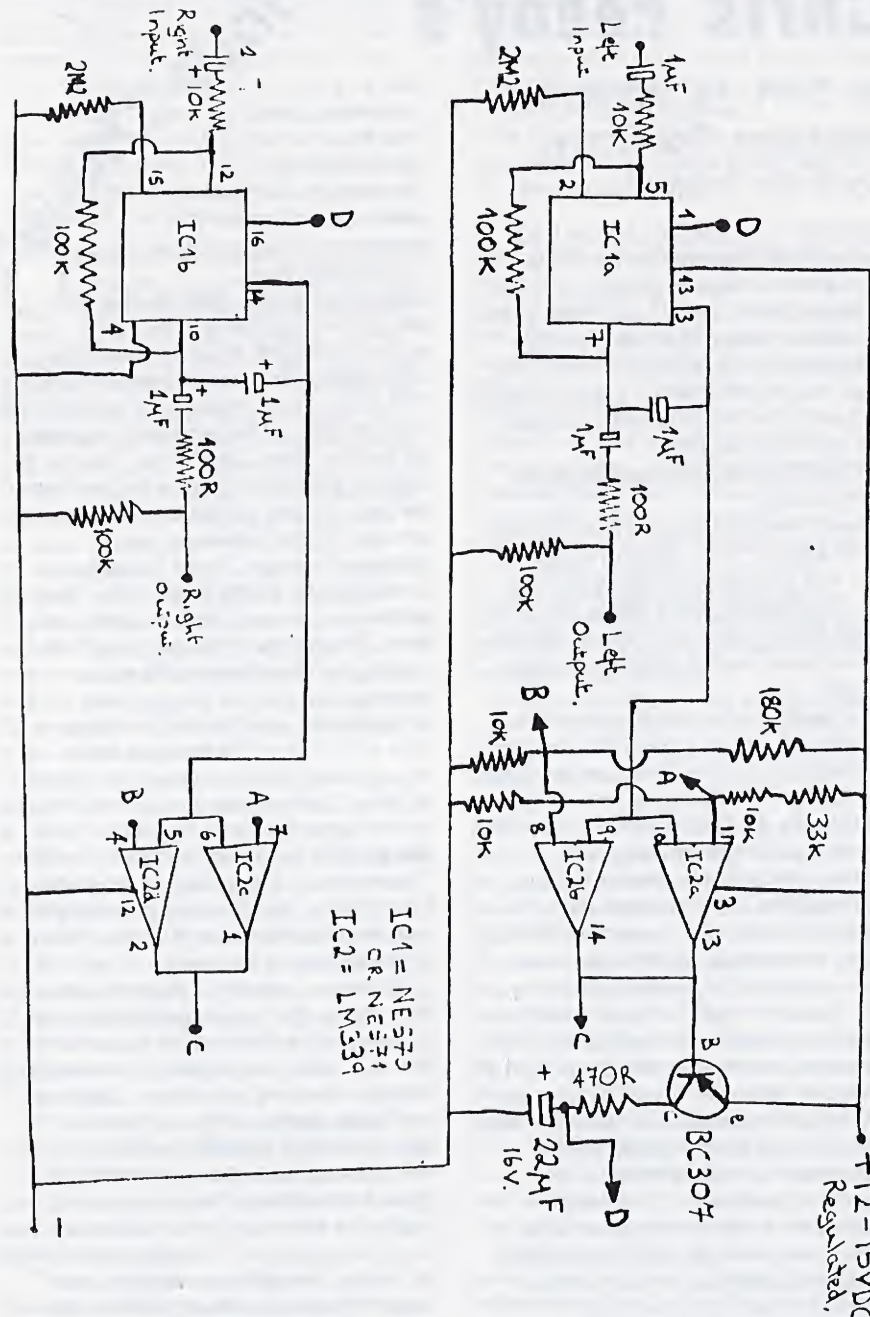 +12-15VDC
Regulated.
D
1
13
3
5
IC1a
2
7
1µF
10K
Left
Input
2M2
100K
1µF
1µF
100R
100K
Left
Output.
180K
33K
10K
A
10K
10K
B
11
10
IC2a
3
13
9
8
IC2b
14
C
B
e
c
BC307
470R
+
22µF
16V.
D
D
16
14
12
IC1b
15
10
4
1
-
+
10K
Right
Input.
2M2
100K
+
1µF
+
1µF
100R
100K
Right
Output.
A
7
6
IC2c
1
B
5
4
IC2d
12
2
C
IC1 = NE570
OR NE571
IC2 = LM339
-